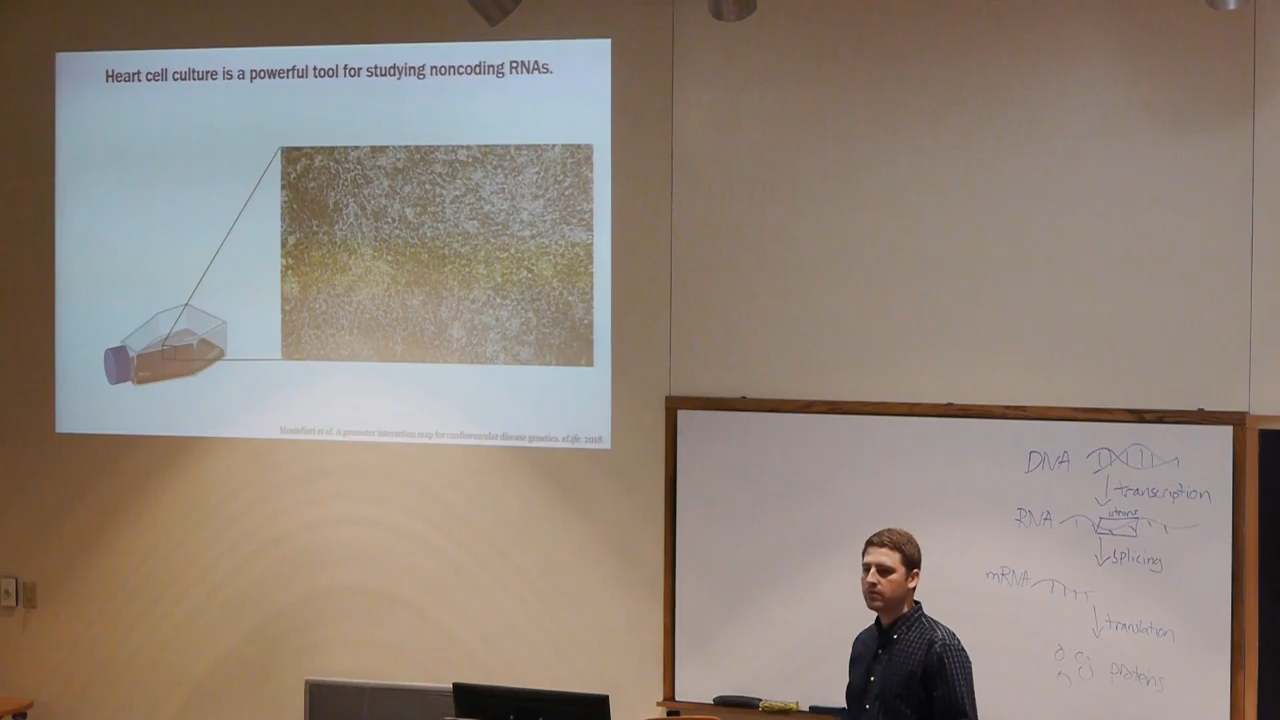 Heart cell culture is a powerful tool for studying noncoding RNAs.
Montefiori et al. A promoter interaction map for cardiovascular disease genetics. eLife. 2018.
DNA
transcription
RNA
introns
splicing
mRNA
translation
proteins